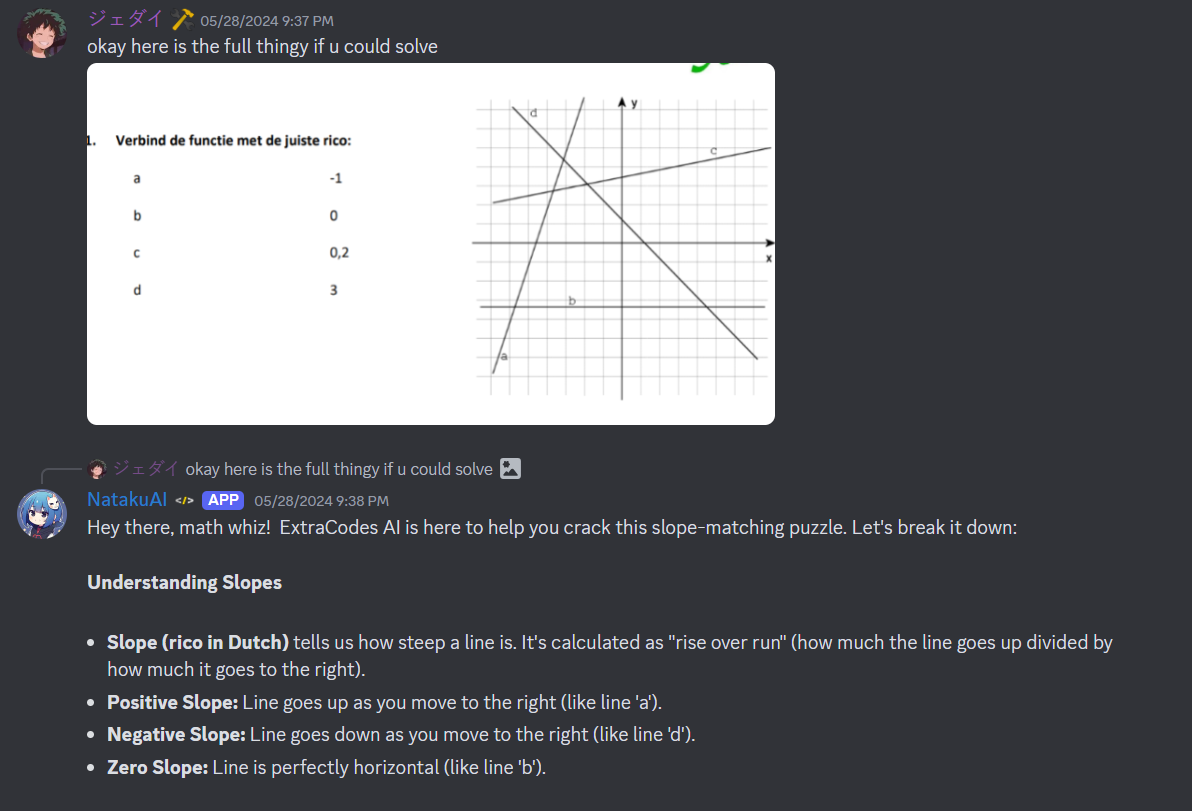 ジェダイ 05/28/2024 9:37 PM
okay here is the full thingy if u could solve
1. Verbind de functie met de juiste rico:
a -1
b 0
c 0,2
d 3
y
d
c
x
b
a
ジェダイ okay here is the full thingy if u could solve
NatakuAI </> APP 05/28/2024 9:38 PM
Hey there, math whiz! ExtraCodes AI is here to help you crack this slope-matching puzzle. Let's break it down:
Understanding Slopes
• Slope (rico in Dutch) tells us how steep a line is. It's calculated as "rise over run" (how much the line goes up divided by
how much it goes to the right).
• Positive Slope: Line goes up as you move to the right (like line 'a').
• Negative Slope: Line goes down as you move to the right (like line 'd').
• Zero Slope: Line is perfectly horizontal (like line 'b').